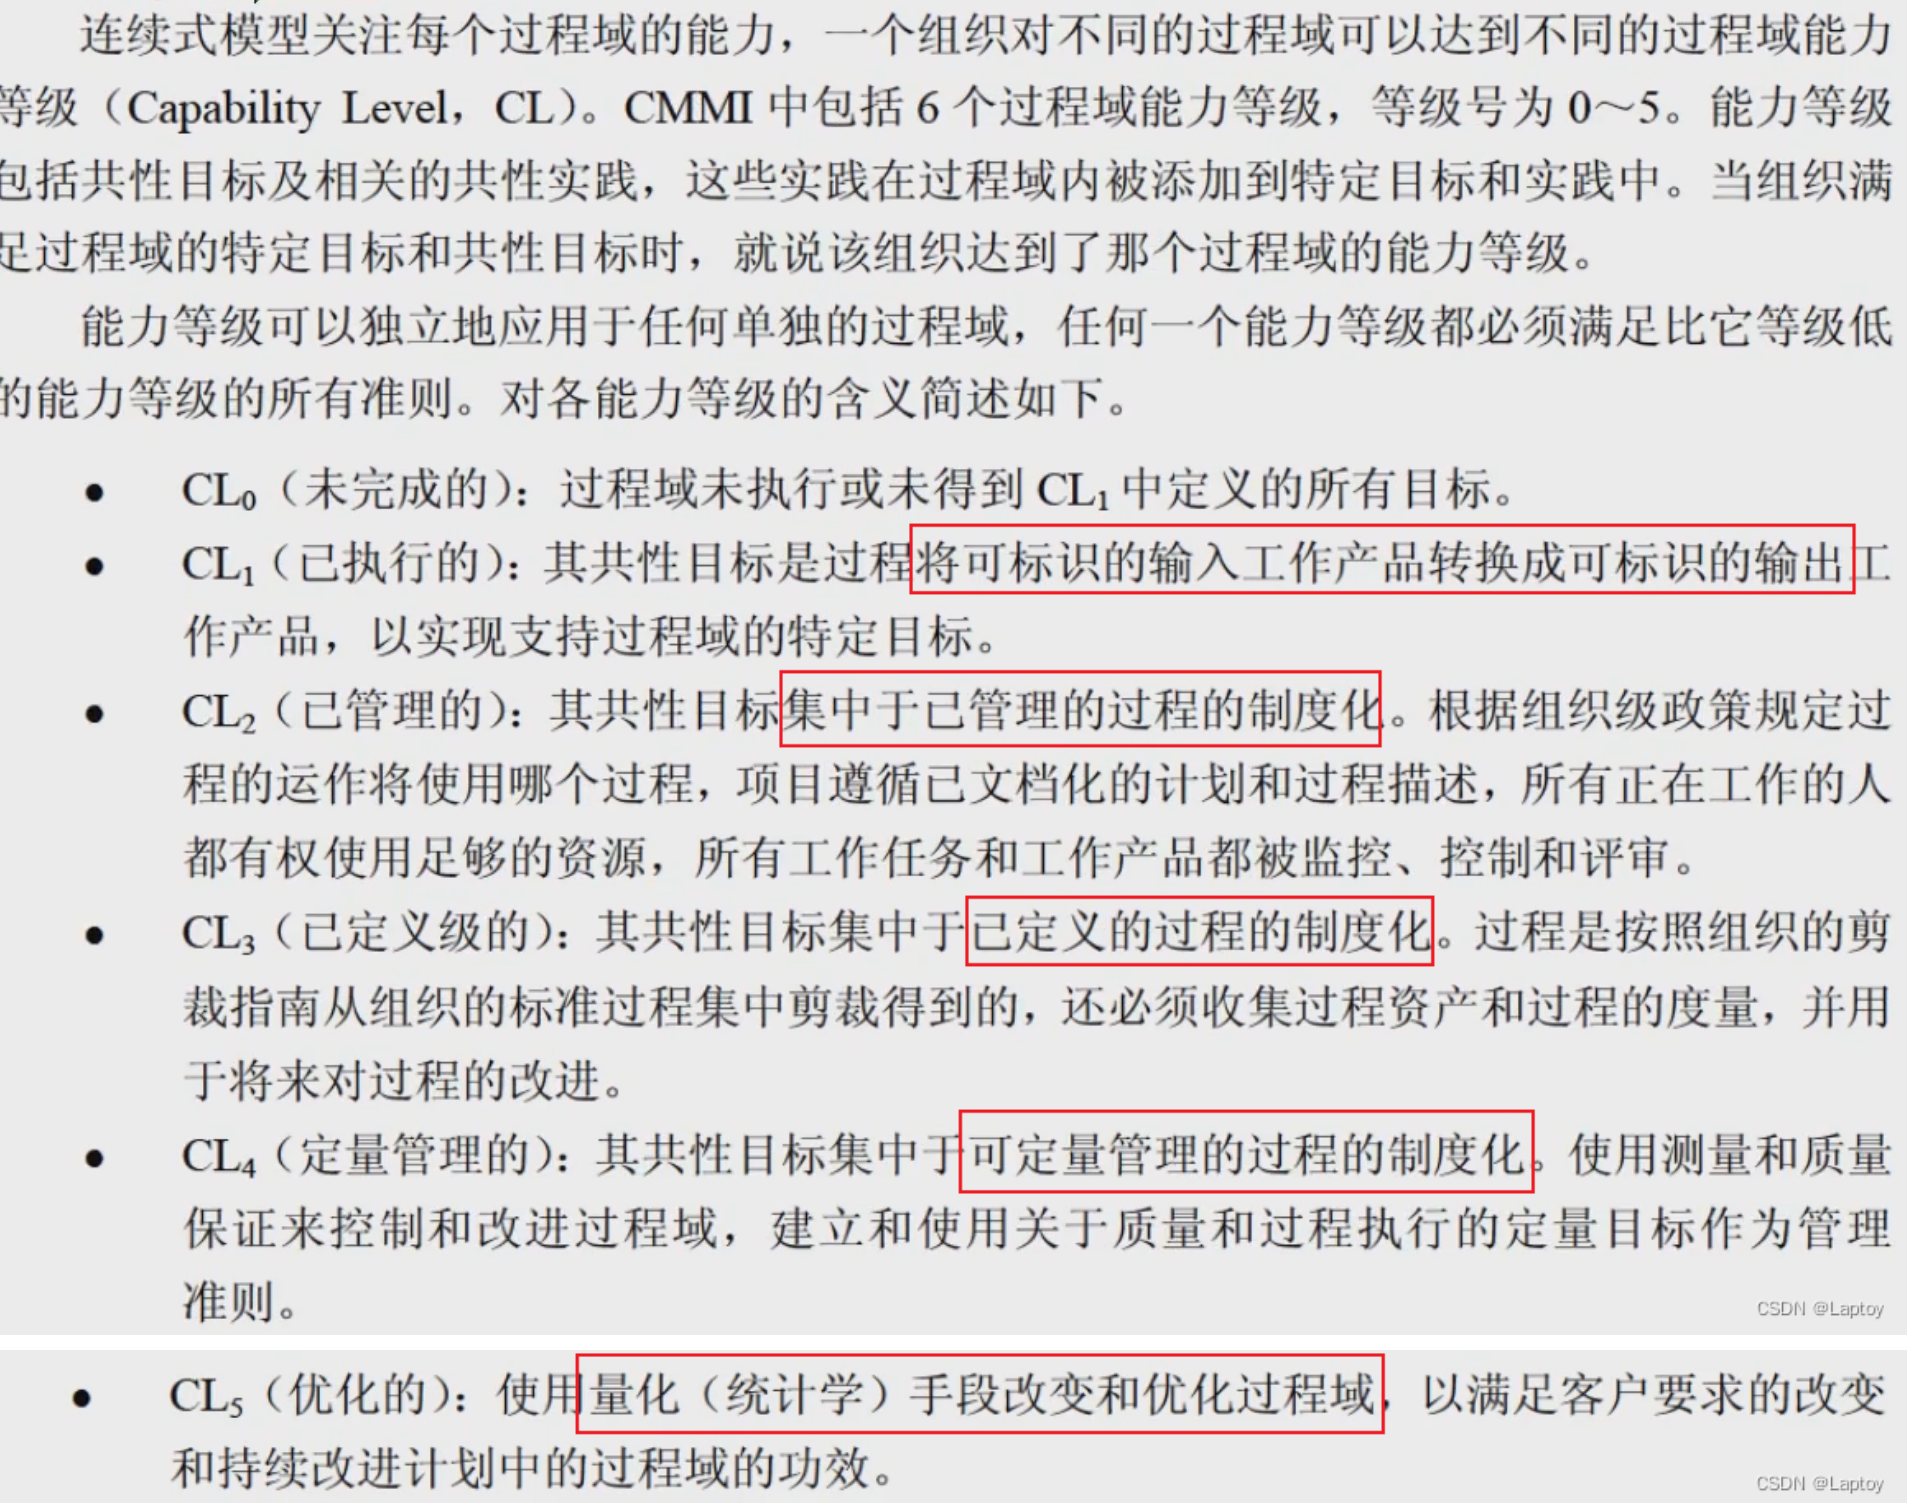 连续式模型关注每个过程域的能力，一个组织对不同的过程域可以达到不同的过程域能力
等级（Capability Level，CL）。CMMI 中包括 6 个过程域能力等级，等级号为 0～5。能力等级
包括共性目标及相关的共性实践，这些实践在过程域内被添加到特定目标和实践中。当组织满
足过程域的特定目标和共性目标时，就说该组织达到了那个过程域的能力等级。
能力等级可以独立地应用于任何单独的过程域，任何一个能力等级都必须满足比它等级低
的能力等级的所有准则。对各能力等级的含义简述如下。
● CL₀（未完成的）：过程域未执行或未得到 CL₁ 中定义的所有目标。
● CL₁（已执行的）：其共性目标是过程将可标识的输入工作产品转换成可标识的输出工
作产品，以实现支持过程域的特定目标。
● CL₂（已管理的）：其共性目标集中于已管理的过程的制度化。根据组织级政策规定过
程的运作将使用哪个过程，项目遵循已文档化的计划和过程描述，所有正在工作的人
都有权使用足够的资源，所有工作任务和工作产品都被监控、控制和评审。
● CL₃（已定义级的）：其共性目标集中于已定义的过程的制度化。过程是按照组织的剪
裁指南从组织的标准过程集中剪裁得到的，还必须收集过程资产和过程的度量，并用
于将来对过程的改进。
● CL₄（定量管理的）：其共性目标集中于可定量管理的过程的制度化。使用测量和质量
保证来控制和改进过程域，建立和使用关于质量和过程执行的定量目标作为管理
准则。
CSDN @Laptoy
● CL₅（优化的）：使用量化（统计学）手段改变和优化过程域，以满足客户要求的改变
和持续改进计划中的过程域的功效。
CSDN @Laptoy